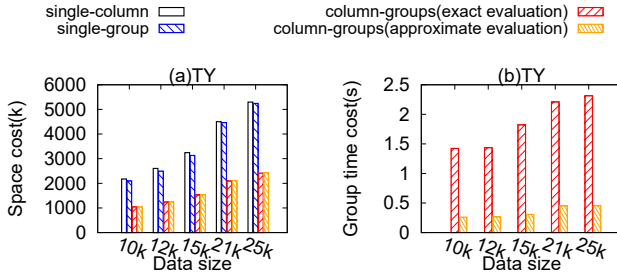 single-column
single-group
column-groups(exact evaluation)
column-groups(approximate evaluation)
(a)TY
Space cost(k)
6000
5000
4000
3000
2000
1000
0
10k 12k 15k 21k 25k
Data size
(b)TY
Group time cost(s)
2.5
2
1.5
1
0.5
0
10k 12k 15k 21k 25k
Data size